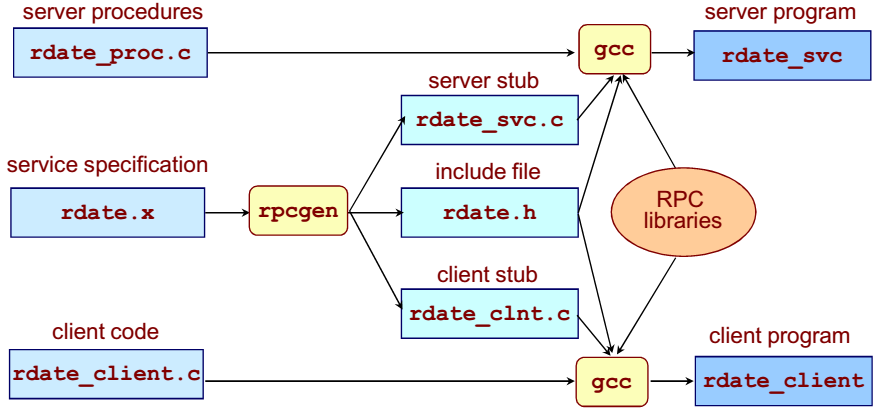 server procedures
server program
rdate_proc.c
gcc
rdate_svc
server stub
rdate_svc.c
service specification
include file
rdate.x
rpcgen
rdate.h
RPC
libraries
client stub
rdate_clnt.c
client code
client program
rdate_client.c
gcc
rdate_client